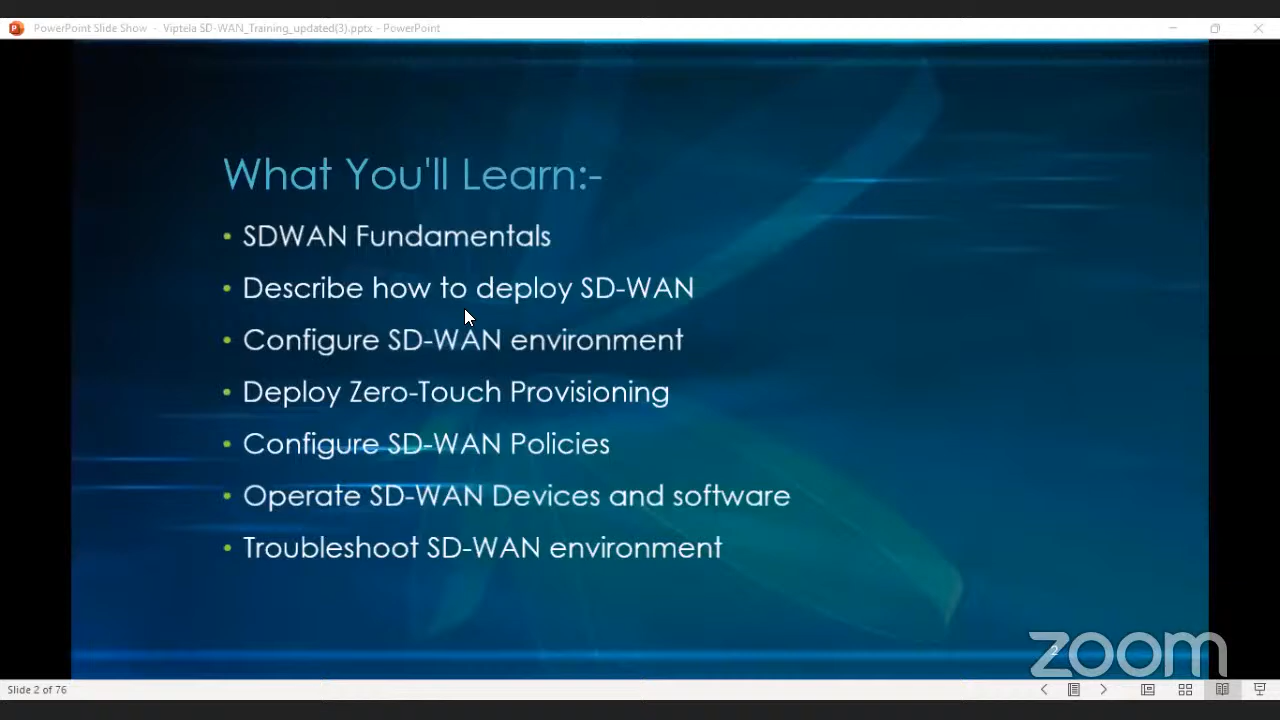 PowerPoint Slide Show - Viptela SD-WAN_Training_updated(3).pptx - PowerPoint
What You'll Learn:-
• SDWAN Fundamentals
• Describe how to deploy SD-WAN
• Configure SD-WAN environment
• Deploy Zero-Touch Provisioning
• Configure SD-WAN Policies
• Operate SD-WAN Devices and software
• Troubleshoot SD-WAN environment
2
zoom
Slide 2 of 76